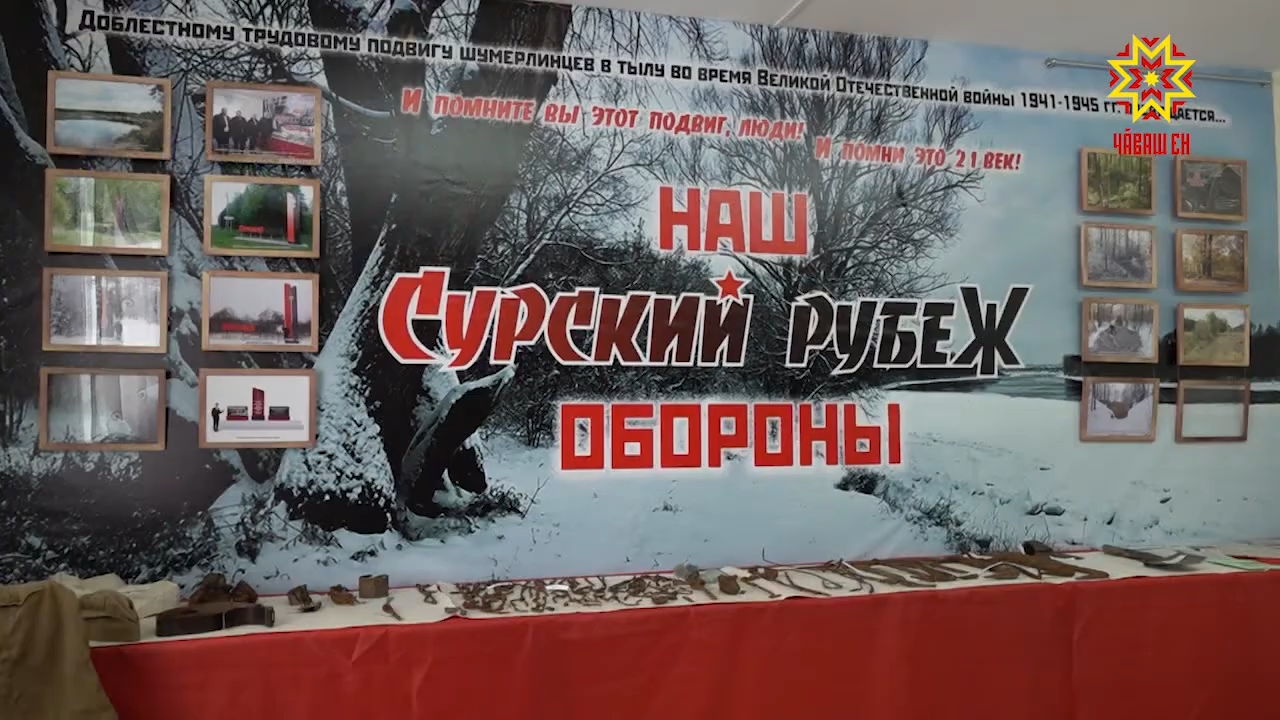 Доблестному трудовому подвигу шумерлинцев в тылу во время Великой Отечественной войны 1941-1945 гг.
И помните вы этот подвиг, люди!
И помни это 21 век!
НАШ
СУРСКИЙ РУБЕЖ
ОБОРОНЫ
ЧӐВАШ ЕН